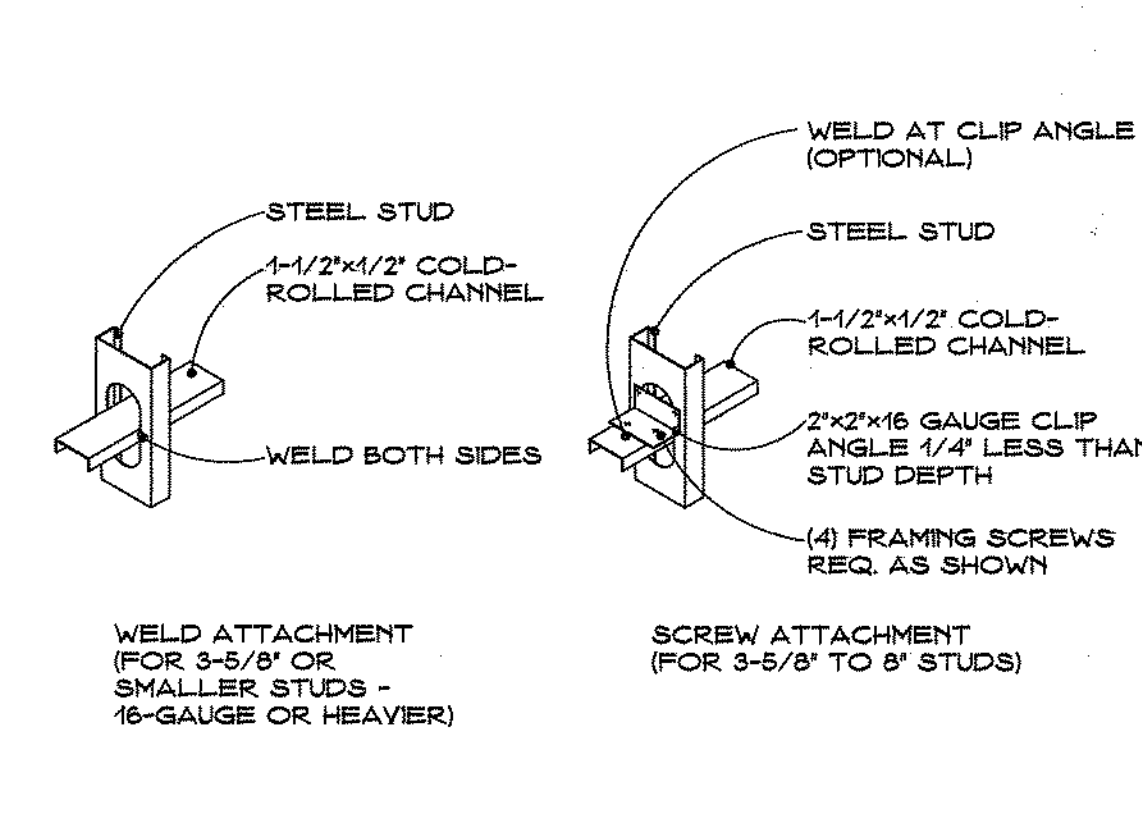 STEEL STUD
1-1/2"x1/2" COLD-
ROLLED CHANNEL
WELD BOTH SIDES
WELD ATTACHMENT
(FOR 3-5/8" OR
SMALLER STUDS -
16-GAUGE OR HEAVIER)
WELD AT CLIP ANGLE
(OPTIONAL)
STEEL STUD
1-1/2"x1/2" COLD-
ROLLED CHANNEL
2"x2"x16 GAUGE CLIP
ANGLE 1/4" LESS THAN
STUD DEPTH
(4) FRAMING SCREWS
REQ. AS SHOWN
SCREW ATTACHMENT
(FOR 3-5/8" TO 8" STUDS)